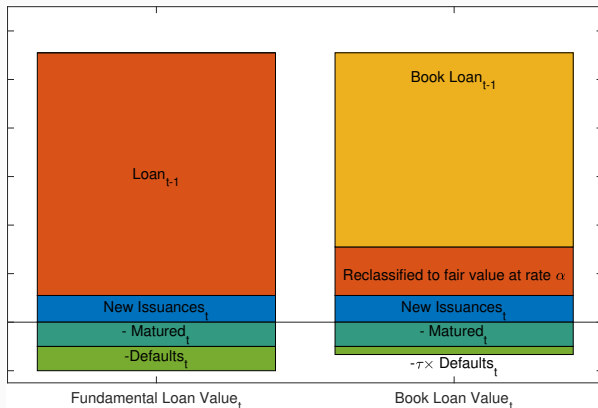 Loan_{t-1}
New Issuances_t
- Matured_t
-Defaults_t
Fundamental Loan Value_t
Book Loan_{t-1}
Reclassified to fair value at rate α
New Issuances_t
- Matured_t
-τ× Defaults_t
Book Loan Value_t